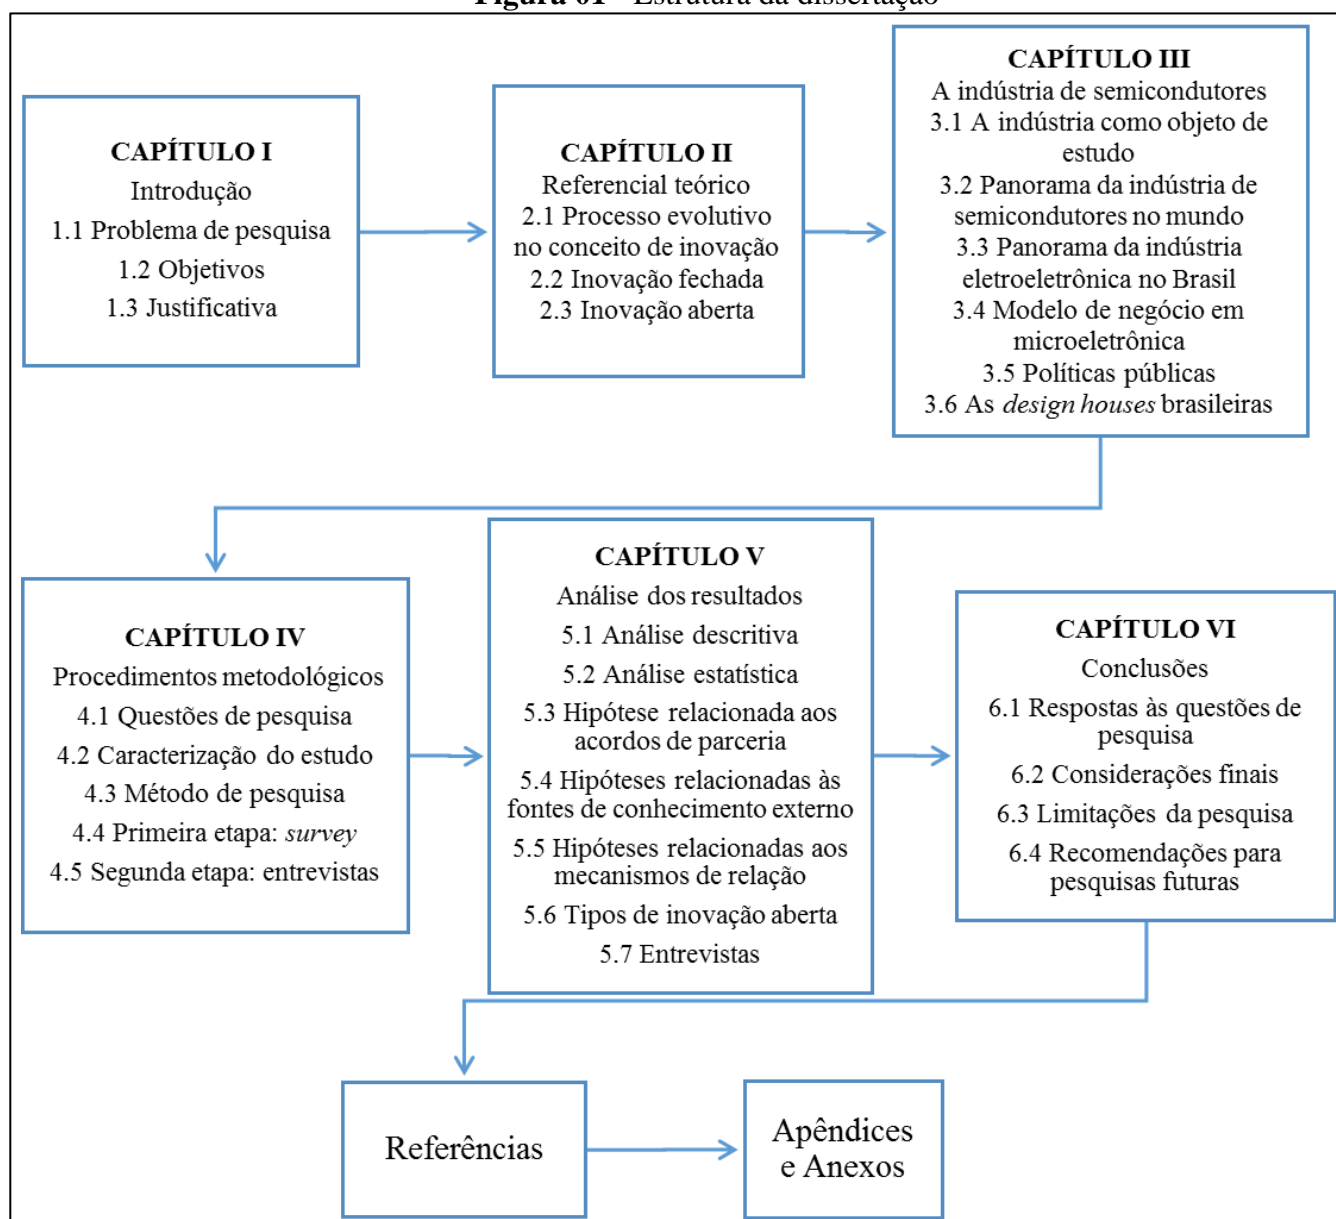 Figura 01 - Estrutura da dissertação
CAPÍTULO I
Introdução
1.1 Problema de pesquisa
1.2 Objetivos
1.3 Justificativa
CAPÍTULO II
Referencial teórico
2.1 Processo evolutivo
no conceito de inovação
2.2 Inovação fechada
2.3 Inovação aberta
CAPÍTULO III
A indústria de semicondutores
3.1 A indústria como objeto de
estudo
3.2 Panorama da indústria de
semicondutores no mundo
3.3 Panorama da indústria
eletroeletrônica no Brasil
3.4 Modelo de negócio em
microeletrônica
3.5 Políticas públicas
3.6 As design houses brasileiras
CAPÍTULO IV
Procedimentos metodológicos
4.1 Questões de pesquisa
4.2 Caracterização do estudo
4.3 Método de pesquisa
4.4 Primeira etapa: survey
4.5 Segunda etapa: entrevistas
CAPÍTULO V
Análise dos resultados
5.1 Análise descritiva
5.2 Análise estatística
5.3 Hipótese relacionada aos
acordos de parceria
5.4 Hipóteses relacionadas às
fontes de conhecimento externo
5.5 Hipóteses relacionadas aos
mecanismos de relação
5.6 Tipos de inovação aberta
5.7 Entrevistas
CAPÍTULO VI
Conclusões
6.1 Respostas às questões de
pesquisa
6.2 Considerações finais
6.3 Limitações da pesquisa
6.4 Recomendações para
pesquisas futuras
Referências
Apêndices
e Anexos